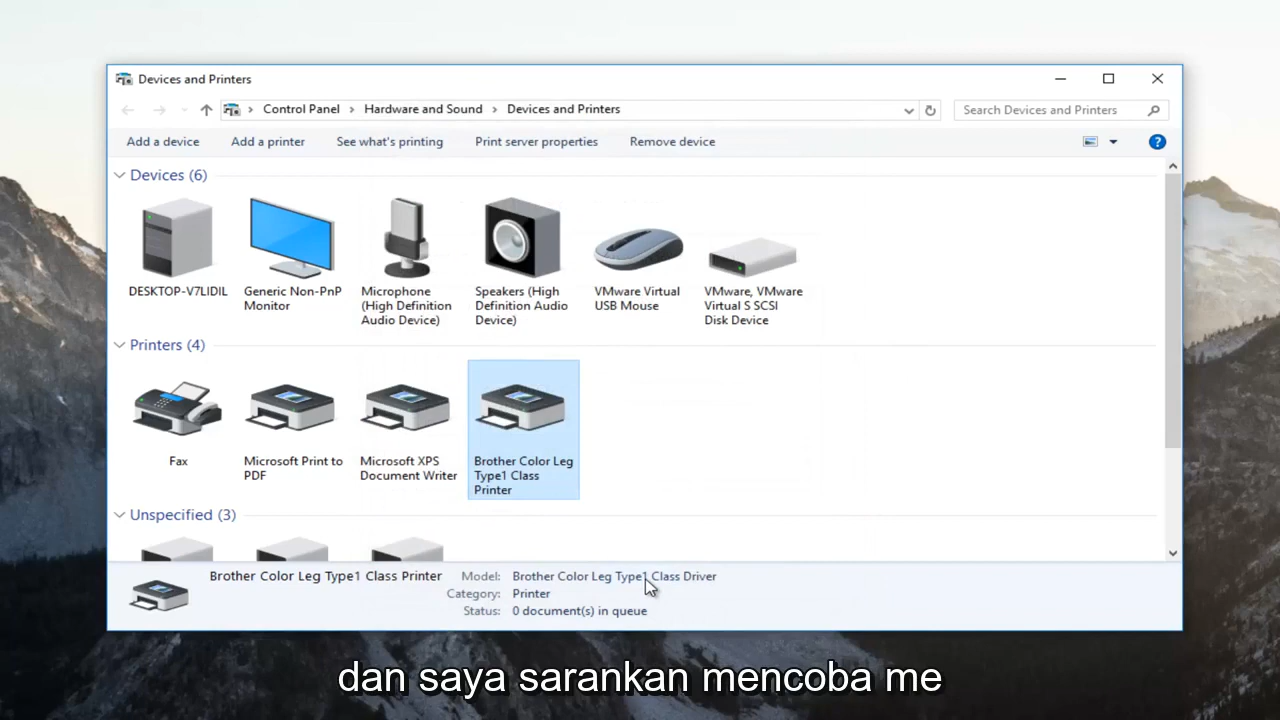 Devices and Printers
Control Panel > Hardware and Sound > Devices and Printers
Search Devices and Printers
Add a device Add a printer See what's printing Print server properties Remove device
?
Devices (6)
DESKTOP-V7LIDIL
Generic Non-PnP
Monitor
Microphone
(High Definition
Audio Device)
Speakers (High
Definition Audio
Device)
VMware Virtual
USB Mouse
VMware, VMware
Virtual S SCSI
Disk Device
Printers (4)
Fax
Microsoft Print to
PDF
Microsoft XPS
Document Writer
Brother Color Leg
Type1 Class
Printer
Unspecified (3)
Brother Color Leg Type1 Class Printer
Model: Brother Color Leg Type1 Class Driver
Category: Printer
Status: 0 document(s) in queue
dan saya sarankan mencoba me